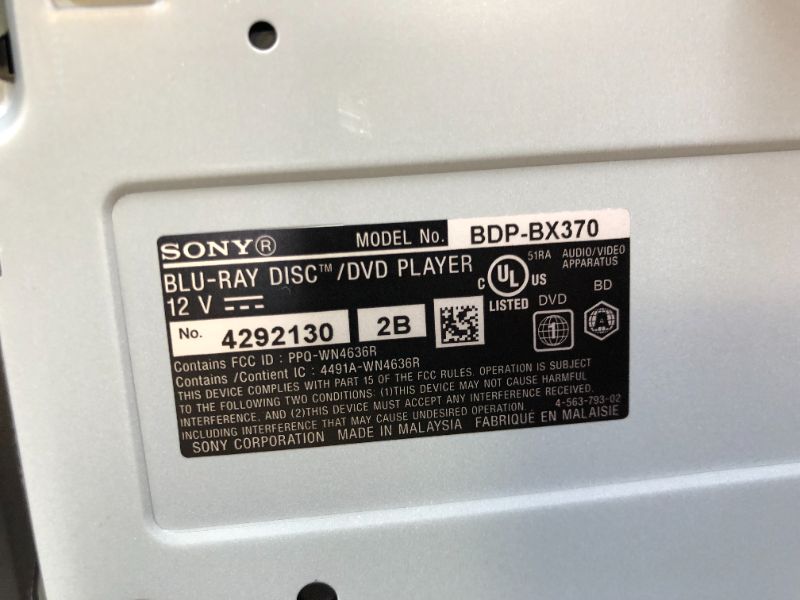 SONY® MODEL No. BDP-BX370
BLU-RAY DISC™/DVD PLAYER
12 V
C UL US
LISTED
51RA
AUDIO/VIDEO
APPARATUS
DVD
1
BD
A
No. 4292130 2B
Contains FCC ID : PPQ-WN4636R
Contains /Contient IC : 4491A-WN4636R
THIS DEVICE COMPLIES WITH PART 15 OF THE FCC RULES. OPERATION IS SUBJECT
TO THE FOLLOWING TWO CONDITIONS: (1)THIS DEVICE MAY NOT CAUSE HARMFUL
INTERFERENCE, AND (2)THIS DEVICE MUST ACCEPT ANY INTERFERENCE RECEIVED,
INCLUDING INTERFERENCE THAT MAY CAUSE UNDESIRED OPERATION. 4-563-793-02
SONY CORPORATION MADE IN MALAYSIA FABRIQUÉ EN MALAISIE